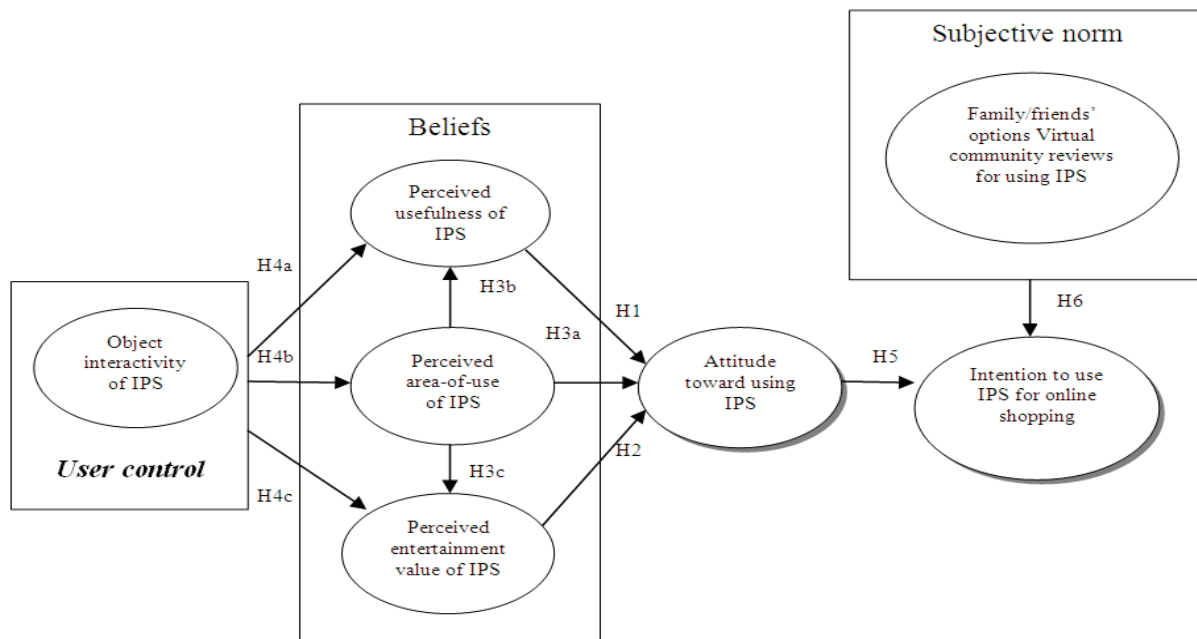 Subjective norm
Family/friends’
options Virtual
community reviews
for using IPS
Beliefs
Perceived
usefulness of
IPS
H4a
H3b
H1
H6
Object
interactivity
of IPS
H4b
Perceived
area-of-use
of IPS
H3a
Attitude
toward using
IPS
H5
Intention to use
IPS for online
shopping
User control
H4c
H3c
H2
Perceived
entertainment
value of IPS